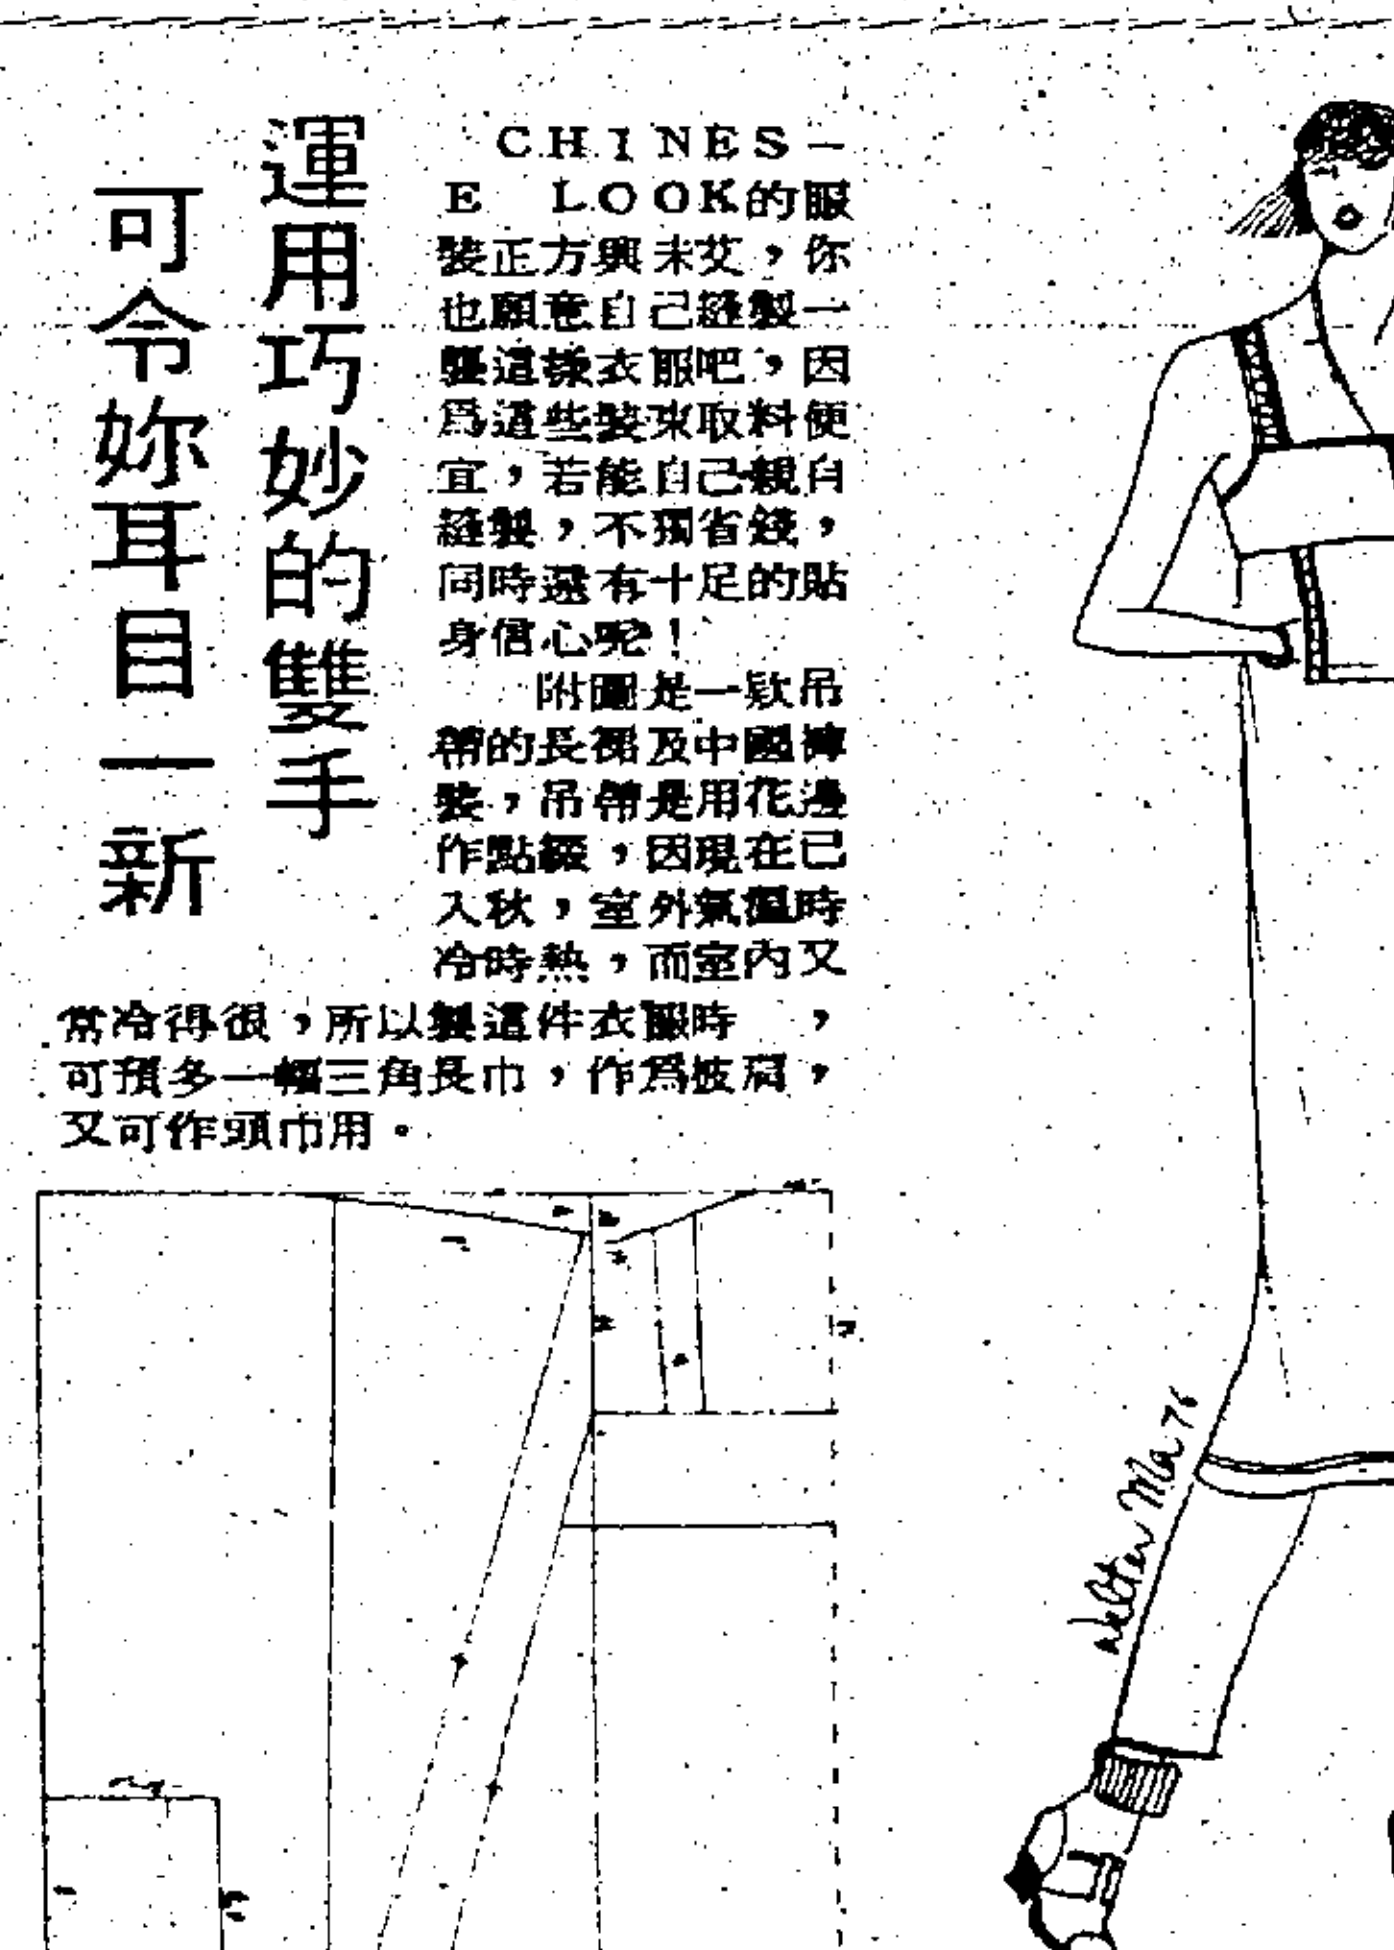 運用巧妙的雙手
可令妳耳目一新
CHINES-
E LOOK的服
裝正方興未艾，你
也願意自己縫製一
襲這樣衣服吧，因
爲這些裝束取料便
宜，若能自己親自
縫製，不獨省錢，
同時還有十足的貼
身信心呢！
附圖是一款吊
帶的長裙及中國褲
裝，吊帶是用花邊
作點綴，因現在已
入秋，室外氣溫時
冷時熱，而室內又
常冷得很，所以製這件衣服時，
可預多一幅三角長巾，作爲披肩，
又可作頭巾用。
Walter Ma 76